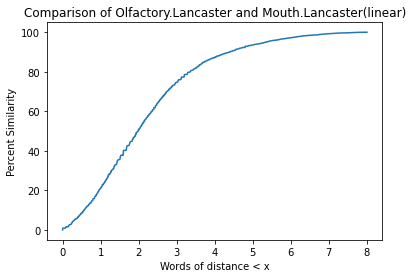 Comparison of Olfactory.Lancaster and Mouth.Lancaster(linear)
100
80
60
40
20
0
Percent Similarity
0 1 2 3 4 5 6 7 8
Words of distance < x